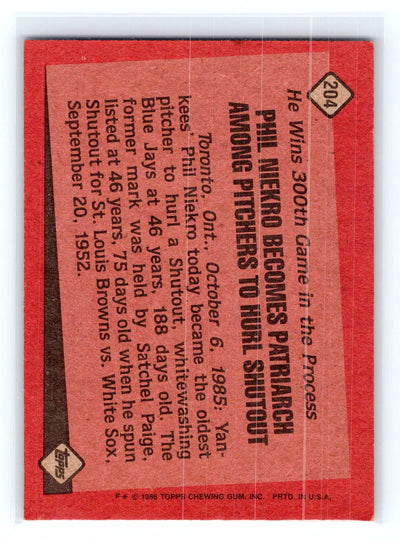 204
He Wins 300th Game in the Process
PHIL NIEKRO BECOMES PATRIARCH
AMONG PITCHERS TO HURL SHUTOUT
Toronto, Ont., October 6, 1985: Yan-
kees' Phil Niekro today became the oldest
pitcher to hurl a Shutout, whitewashing
Blue Jays at 46 years, 188 days old. The
former mark was held by Satchel Paige,
listed at 46 years, 75 days old when he spun
Shutout for St. Louis Browns vs. White Sox,
September 20, 1952.
TOPPS
F* © 1986 TOPPS CHEWING GUM, INC. PRTD. IN U.S.A.